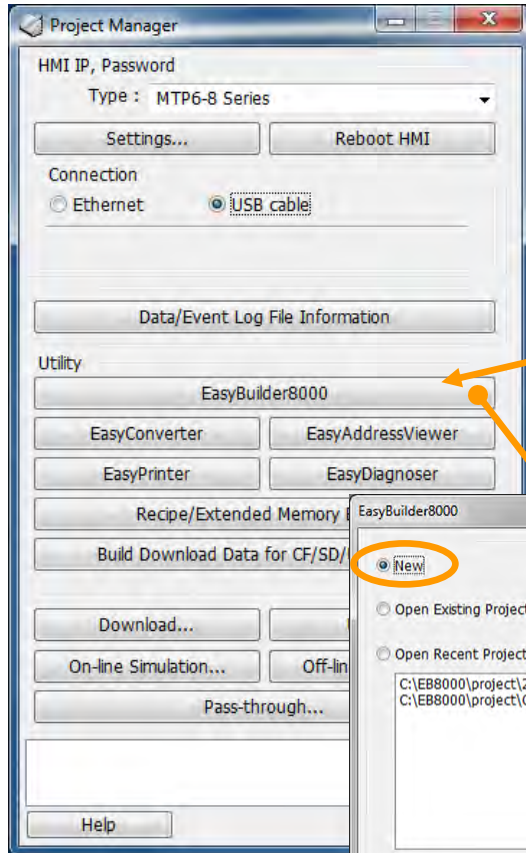 Project Manager
HMI IP, Password
Type : MTP6-8 Series
Settings... Reboot HMI
Connection
Ethernet USB cable
Data/Event Log File Information
Utility
EasyBuilder8000
EasyConverter EasyAddressViewer
EasyPrinter EasyDiagnoser
Recipe/Extended Memory
Build Download Data for CF/SD/
Download...
On-line Simulation... Off-lin
Pass-through...
Help
EasyBuilder8000
New
Open Existing Project
Open Recent Project
C:\EB8000\project\2
C:\EB8000\project\